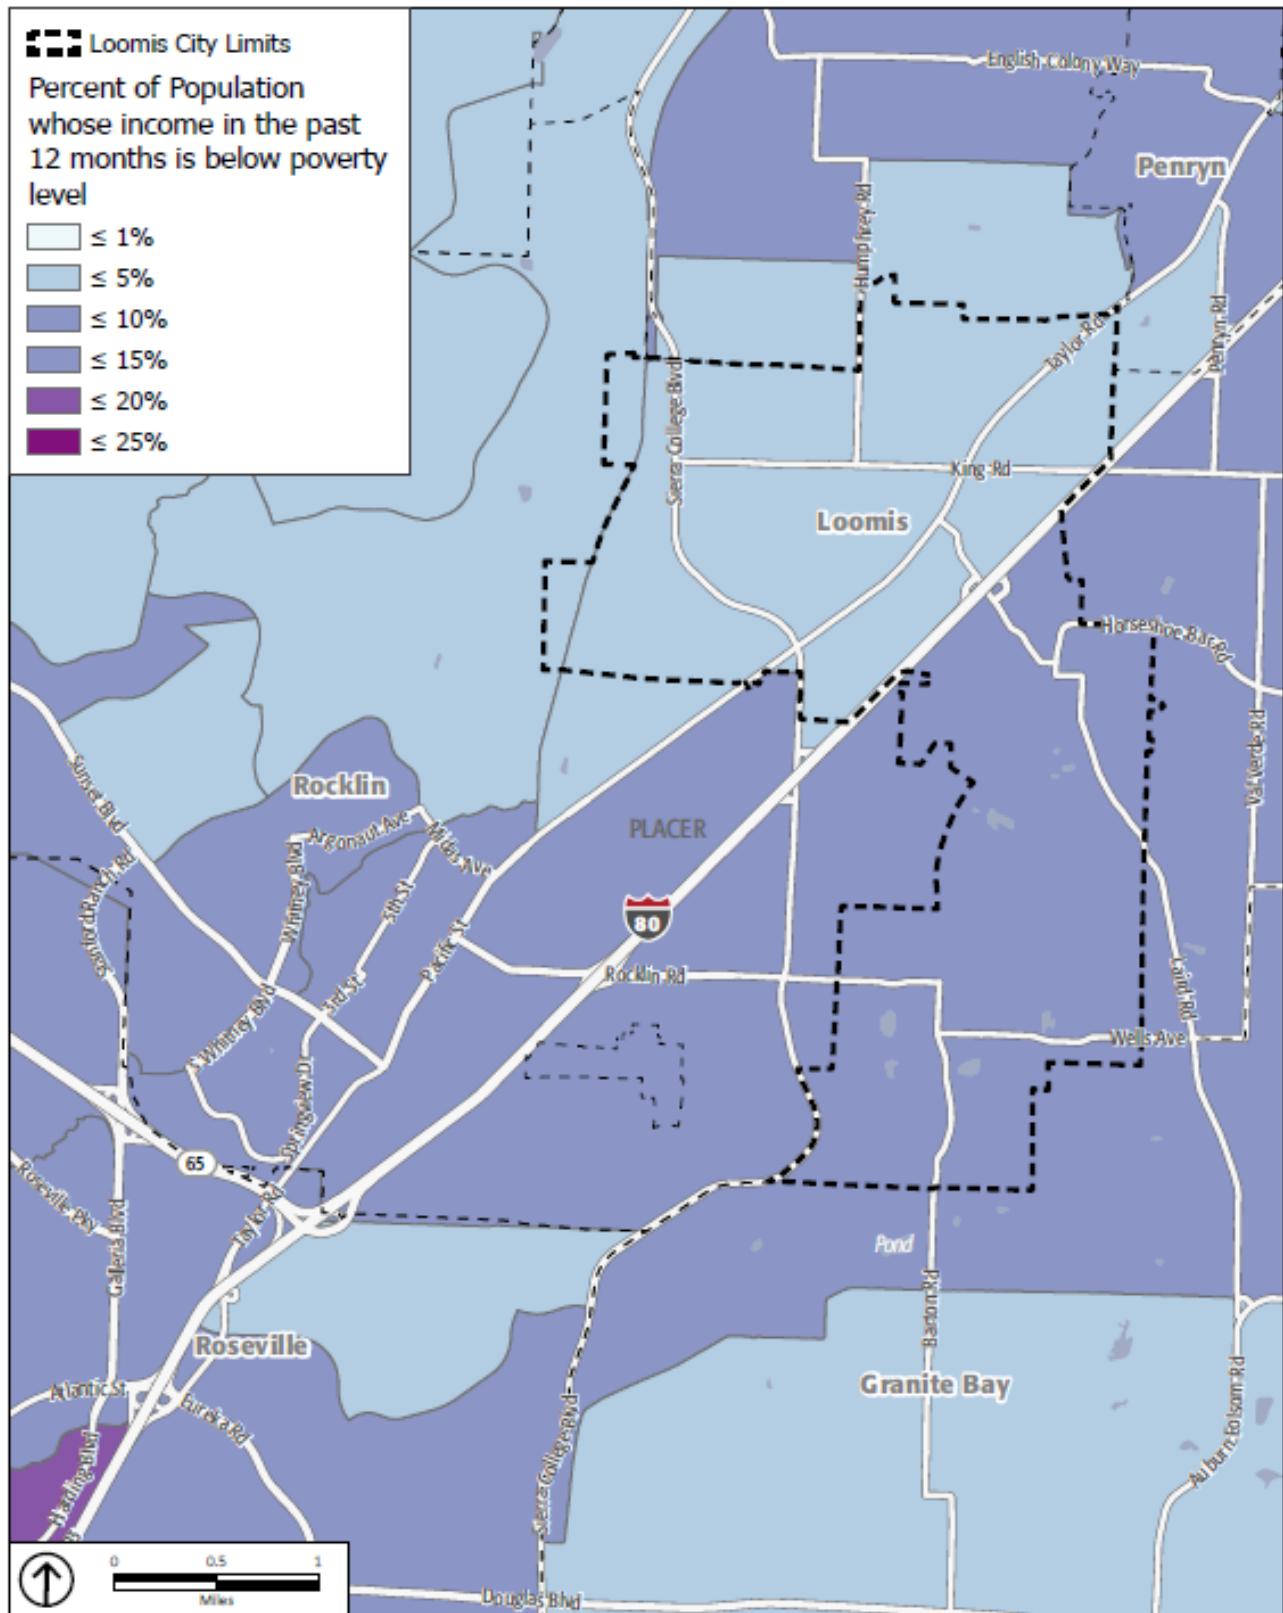 Loomis City Limits
Percent of Population
whose income in the past
12 months is below poverty
level
≤ 1%
≤ 5%
≤ 10%
≤ 15%
≤ 20%
≤ 25%
English Colony Way
Penryn
Humphrey Rd
Taylor Rd
Penryn Rd
Sierra College Blvd
King Rd
Loomis
Horseshoe Bar Rd
Val Verde Rd
Sunset Blvd
Rocklin
Argonaut Ave
Midas Ave
PLACER
Stanford Ranch Rd
Whitney Blvd
5th St
Pacific St
80
Rocklin Rd
3rd St
Laird Rd
S Whitney Blvd
Wells Ave
Springview Dr
65
Roseville Pky
Galleria Blvd
Taylor Rd
Pond
Barton Rd
Roseville
Granite Bay
Atlantic St
Eureka Rd
Harding Blvd
Sierra College Blvd
Auburn Folsom Rd
0 0.5 1
Miles
Douglas Blvd